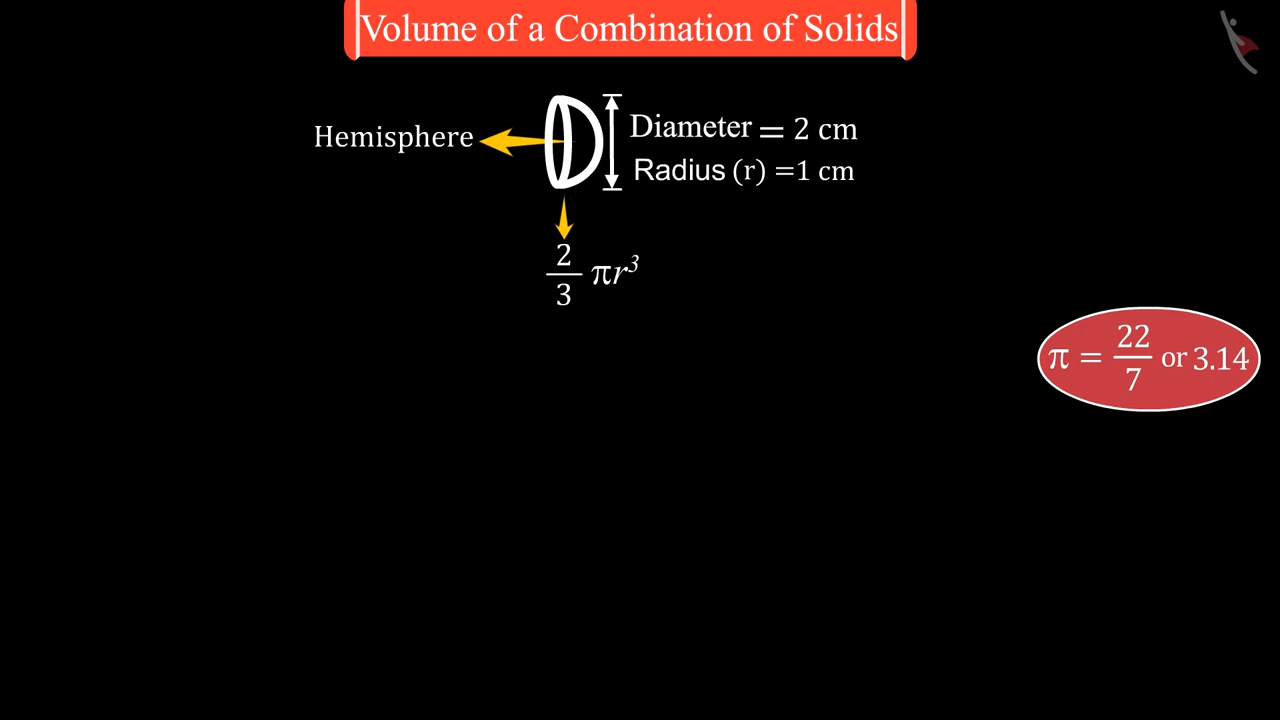 Volume of a Combination of Solids
Hemisphere
Diameter = 2 cm
Radius (r) =1 cm
2/3 πr³
π = 22/7 or 3.14